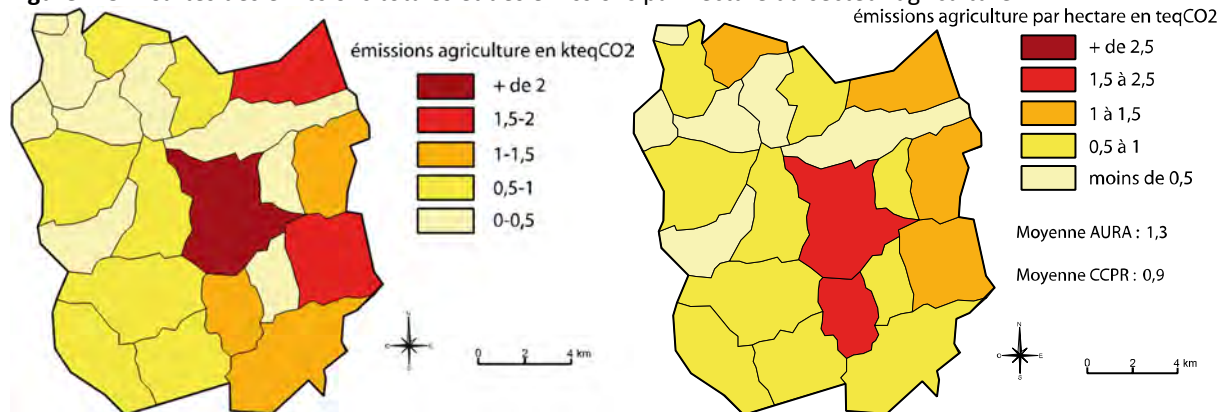 émissions agriculture en kteqCO2
+ de 2
1,5-2
1-1,5
0,5-1
0-0,5
0 2 4 km
émissions agriculture par hectare en teqCO2
+ de 2,5
1,5 à 2,5
1 à 1,5
0,5 à 1
moins de 0,5
Moyenne AURA : 1,3
Moyenne CCPR : 0,9
N
O E
S
0 2 4 km